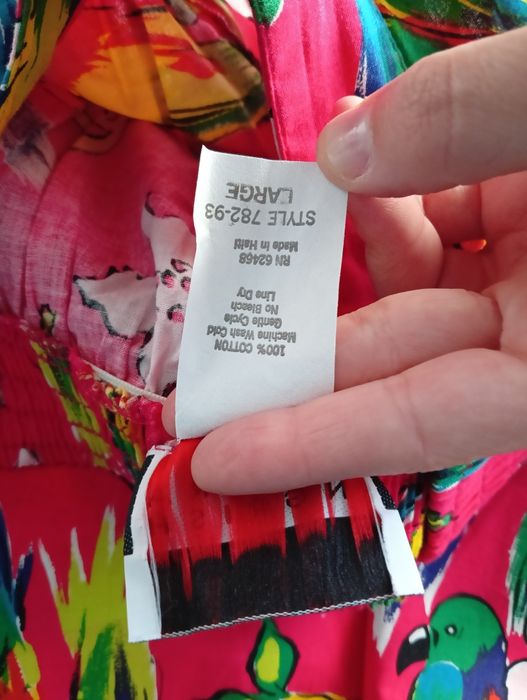 100% COTTON
Machine Wash Cold
Gentle Cycle
No Bleach
Line Dry
RN 62468
Made in Haiti
STYLE 782-93
LARGE